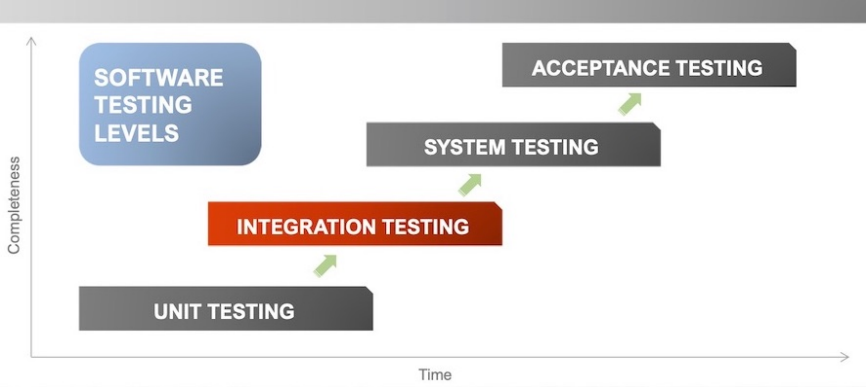 SOFTWARE
TESTING
LEVELS
ACCEPTANCE TESTING
SYSTEM TESTING
INTEGRATION TESTING
UNIT TESTING
Completeness
Time